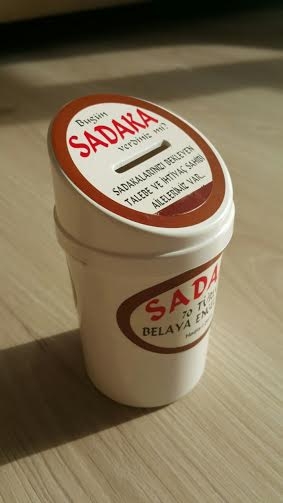 Bugün
SADAKA
verdiniz mi..
SADAKALARINIZI BEKLEYEN
TALEBE VE İHTİYAÇ SAHİBİ
AİLELERİMİZ VAR...
SADA
70 TÜR
BELAYA ENG